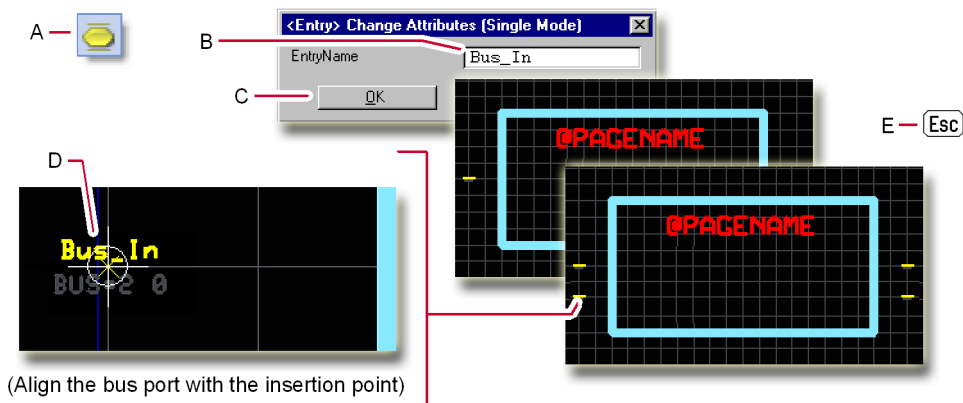 A
<Entry> Change Attributes (Single Mode)
B
EntryName
Bus_In
C
OK
@PAGENAME
E
Esc
D
Bus_In
BUS-2 0
@PAGENAME
(Align the bus port with the insertion point)